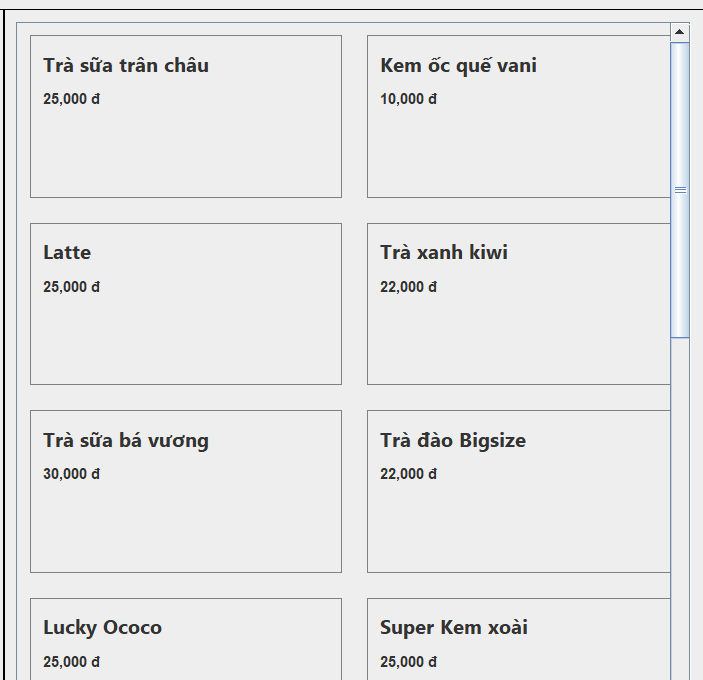 Trà sữa trân châu
25,000 đ
Kem ốc quế vani
10,000 đ
Latte
25,000 đ
Trà xanh kiwi
22,000 đ
Trà sữa bá vương
30,000 đ
Trà đào Bigsize
22,000 đ
Lucky Ococo
25,000 đ
Super Kem xoài
25,000 đ